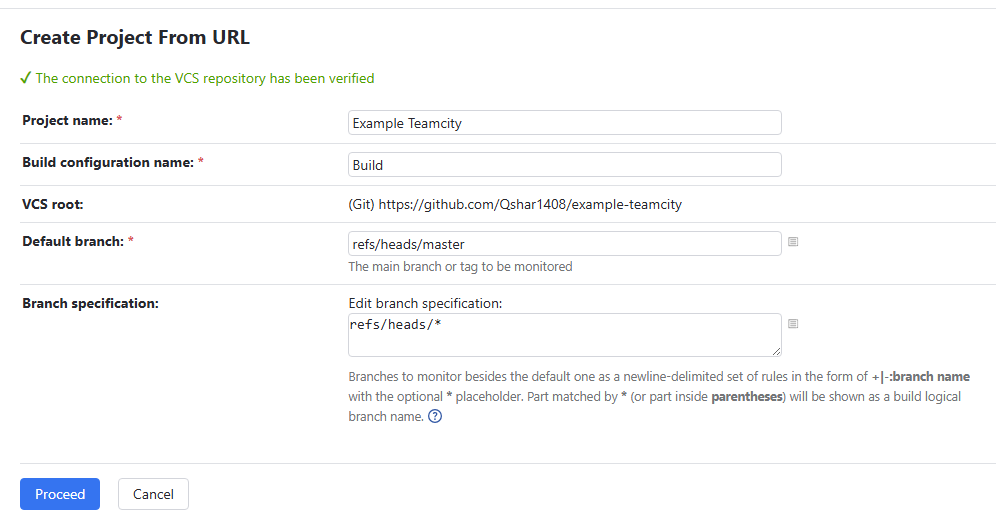 Create Project From URL
✓ The connection to the VCS repository has been verified
Project name: *
Example Teamcity
Build configuration name: *
Build
VCS root:
(Git) https://github.com/Qshar1408/example-teamcity
Default branch: *
refs/heads/master
The main branch or tag to be monitored
Branch specification:
Edit branch specification:
refs/heads/*
Branches to monitor besides the default one as a newline-delimited set of rules in the form of +|-:branch name
with the optional * placeholder. Part matched by * (or part inside parentheses) will be shown as a build logical
branch name. ?
Proceed
Cancel